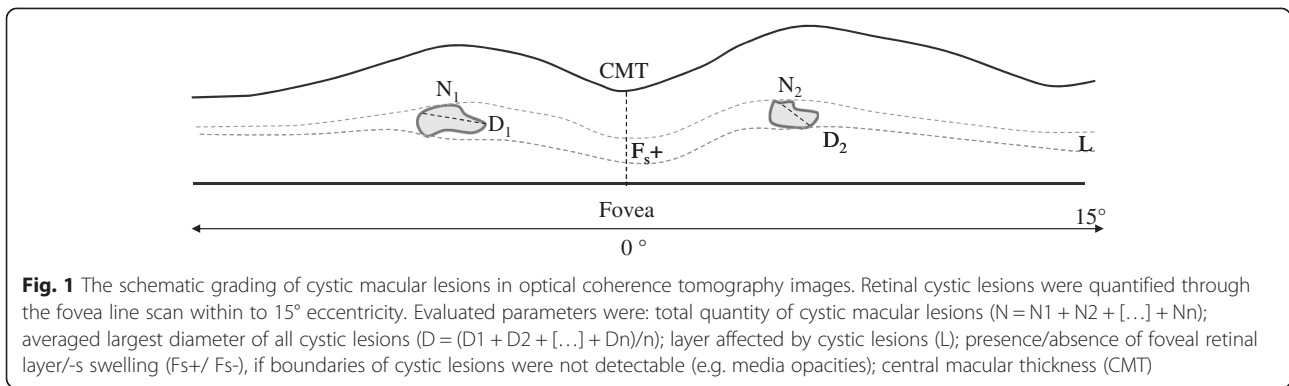 CMT
N1 N2
D1
D2
Fs+
L
Fovea
15°
0 °
Fig. 1 The schematic grading of cystic macular lesions in optical coherence tomography images. Retinal cystic lesions were quantified through
the fovea line scan within to 15° eccentricity. Evaluated parameters were: total quantity of cystic macular lesions (N = N1 + N2 + [...] + Nn);
averaged largest diameter of all cystic lesions (D = (D1 + D2 + [...] + Dn)/n); layer affected by cystic lesions (L); presence/absence of foveal retinal
layer/-s swelling (Fs+/ Fs-), if boundaries of cystic lesions were not detectable (e.g. media opacities); central macular thickness (CMT)